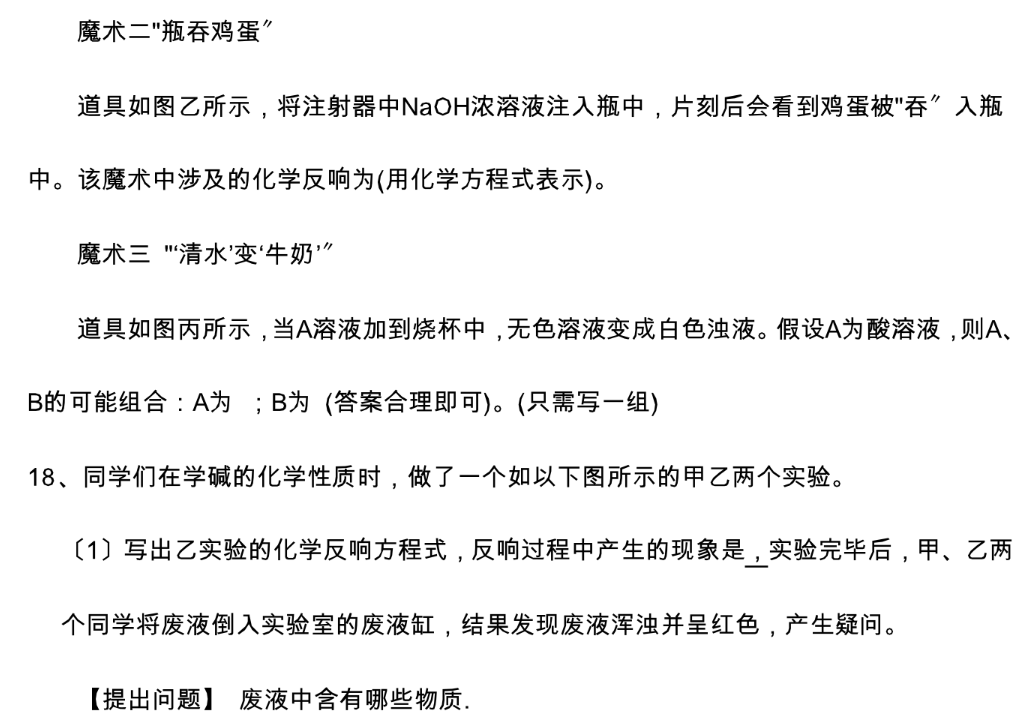 魔术二"瓶吞鸡蛋〞
道具如图乙所示，将注射器中NaOH浓溶液注入瓶中，片刻后会看到鸡蛋被"吞〞入瓶
中。该魔术中涉及的化学反响为(用化学方程式表示)。
魔术三 "‘清水’变‘牛奶’〞
道具如图丙所示,当A溶液加到烧杯中,无色溶液变成白色浊液。假设A为酸溶液,则A、
B的可能组合：A为 ；B为 (答案合理即可)。(只需写一组)
18、同学们在学碱的化学性质时，做了一个如以下图所示的甲乙两个实验。
〔1〕写出乙实验的化学反响方程式，反响过程中产生的现象是，实验完毕后，甲、乙两
个同学将废液倒入实验室的废液缸，结果发现废液浑浊并呈红色，产生疑问。
【提出问题】 废液中含有哪些物质.